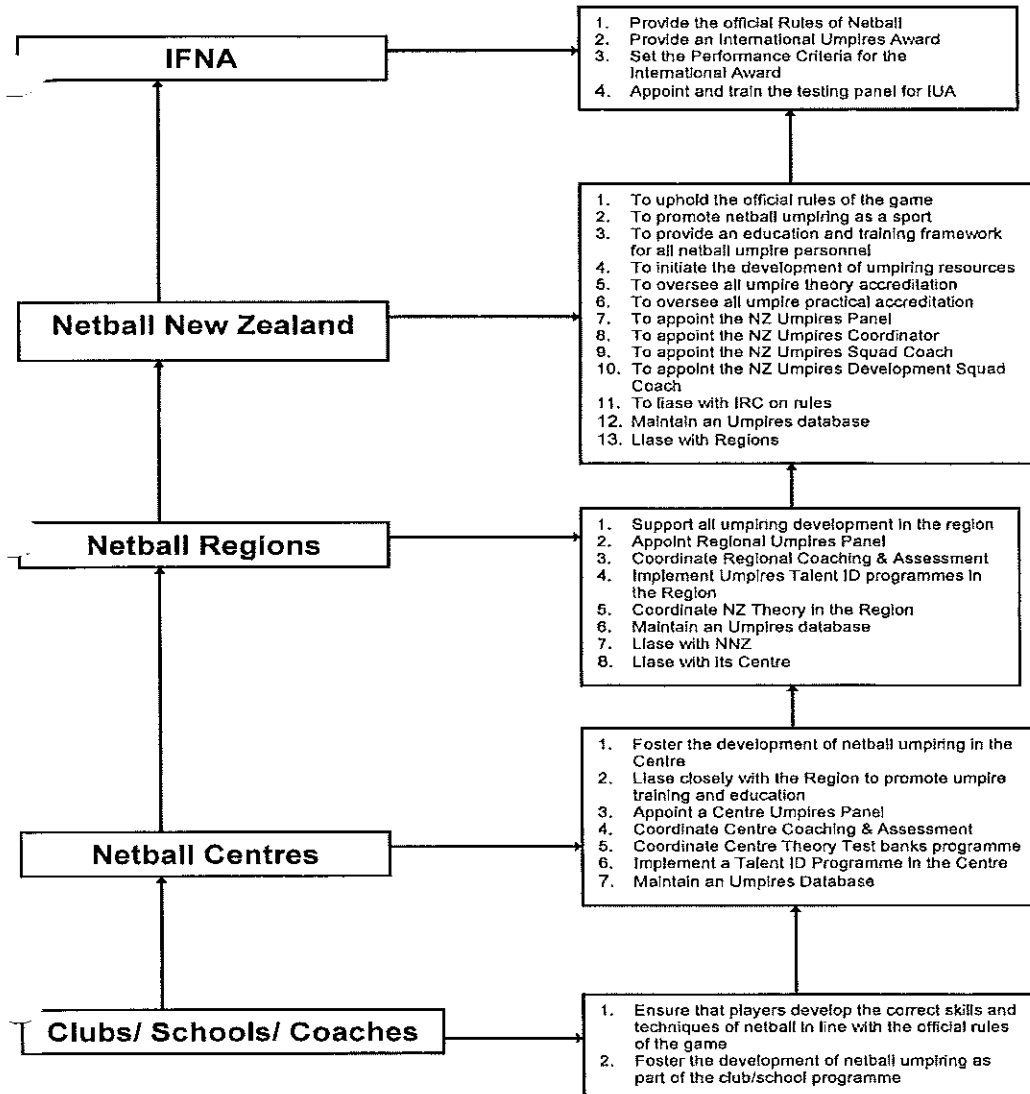 IFNA
1. Provide the official Rules of Netball
2. Provide an International Umpires Award
3. Set the Performance Criteria for the
International Award
4. Appoint and train the testing panel for IUA
Netball New Zealand
1. To uphold the official rules of the game
2. To promote netball umpiring as a sport
3. To provide an education and training framework
for all netball umpire personnel
4. To initiate the development of umpiring resources
5. To oversee all umpire theory accreditation
6. To oversee all umpire practical accreditation
7. To appoint the NZ Umpires Panel
8. To appoint the NZ Umpires Coordinator
9. To appoint the NZ Umpires Squad Coach
10. To appoint the NZ Umpires Development Squad
Coach
11. To liase with IRC on rules
12. Maintain an Umpires database
13. Liase with Regions
Netball Regions
1. Support all umpiring development in the region
2. Appoint Regional Umpires Panel
3. Coordinate Regional Coaching & Assessment
4. Implement Umpires Talent ID programmes in
the Region
5. Coordinate NZ Theory in the Region
6. Maintain an Umpires database
7. Liase with NNZ
8. Liase with its Centre
Netball Centres
1. Foster the development of netball umpiring in the
Centre
2. Liase closely with the Region to promote umpire
training and education
3. Appoint a Centre Umpires Panel
4. Coordinate Centre Coaching & Assessment
5. Coordinate Centre Theory Test banks programme
6. Implement a Talent ID Programme in the Centre
7. Maintain an Umpires Database
Clubs/ Schools/ Coaches
1. Ensure that players develop the correct skills and
techniques of netball in line with the official rules
of the game
2. Foster the development of netball umpiring as
part of the club/school programme